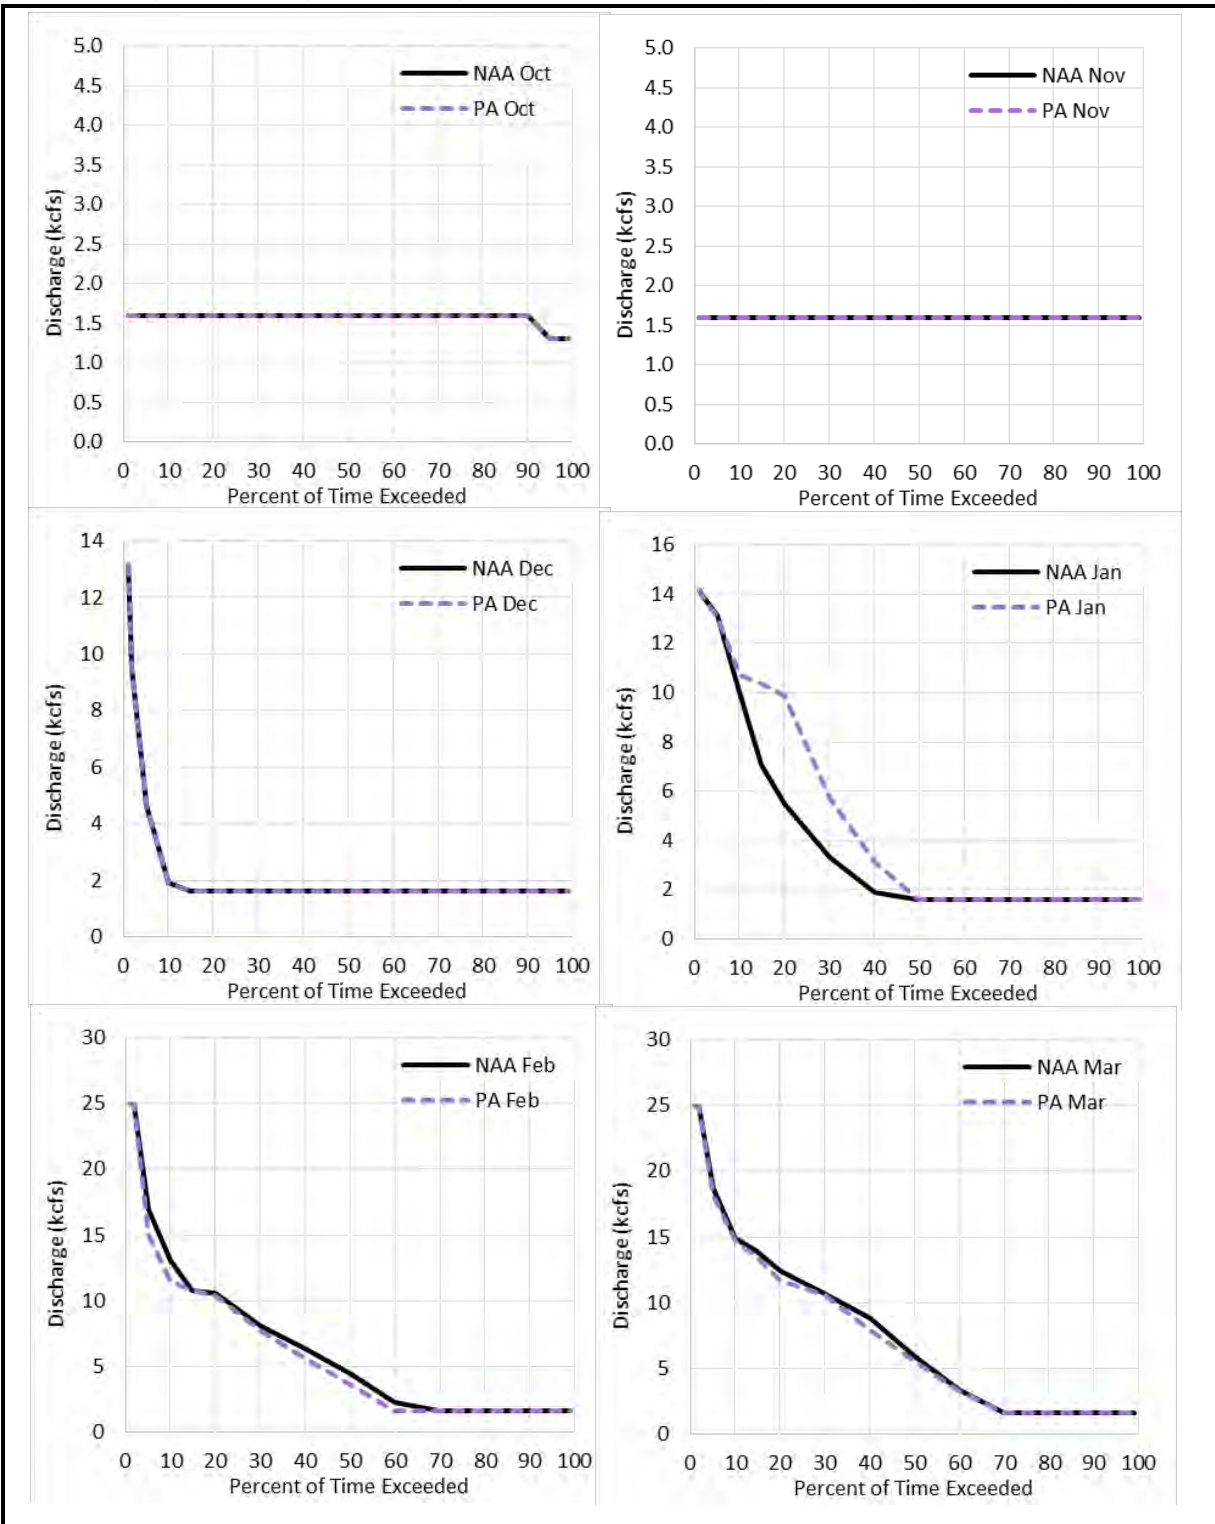 5.0
4.5
4.0
3.5
3.0
2.5
2.0
1.5
1.0
0.5
0.0
Discharge (kcfs)
NAA Oct
PA Oct
0 10 20 30 40 50 60 70 80 90 100
Percent of Time Exceeded
5.0
4.5
4.0
3.5
3.0
2.5
2.0
1.5
1.0
0.5
0.0
Discharge (kcfs)
NAA Nov
PA Nov
0 10 20 30 40 50 60 70 80 90 100
Percent of Time Exceeded
14
12
10
8
6
4
2
0
Discharge (kcfs)
NAA Dec
PA Dec
0 10 20 30 40 50 60 70 80 90 100
Percent of Time Exceeded
16
14
12
10
8
6
4
2
0
Discharge (kcfs)
NAA Jan
PA Jan
0 10 20 30 40 50 60 70 80 90 100
Percent of Time Exceeded
30
25
20
15
10
5
0
Discharge (kcfs)
NAA Feb
PA Feb
0 10 20 30 40 50 60 70 80 90 100
Percent of Time Exceeded
30
25
20
15
10
5
0
Discharge (kcfs)
NAA Mar
PA Mar
0 10 20 30 40 50 60 70 80 90 100
Percent of Time Exceeded